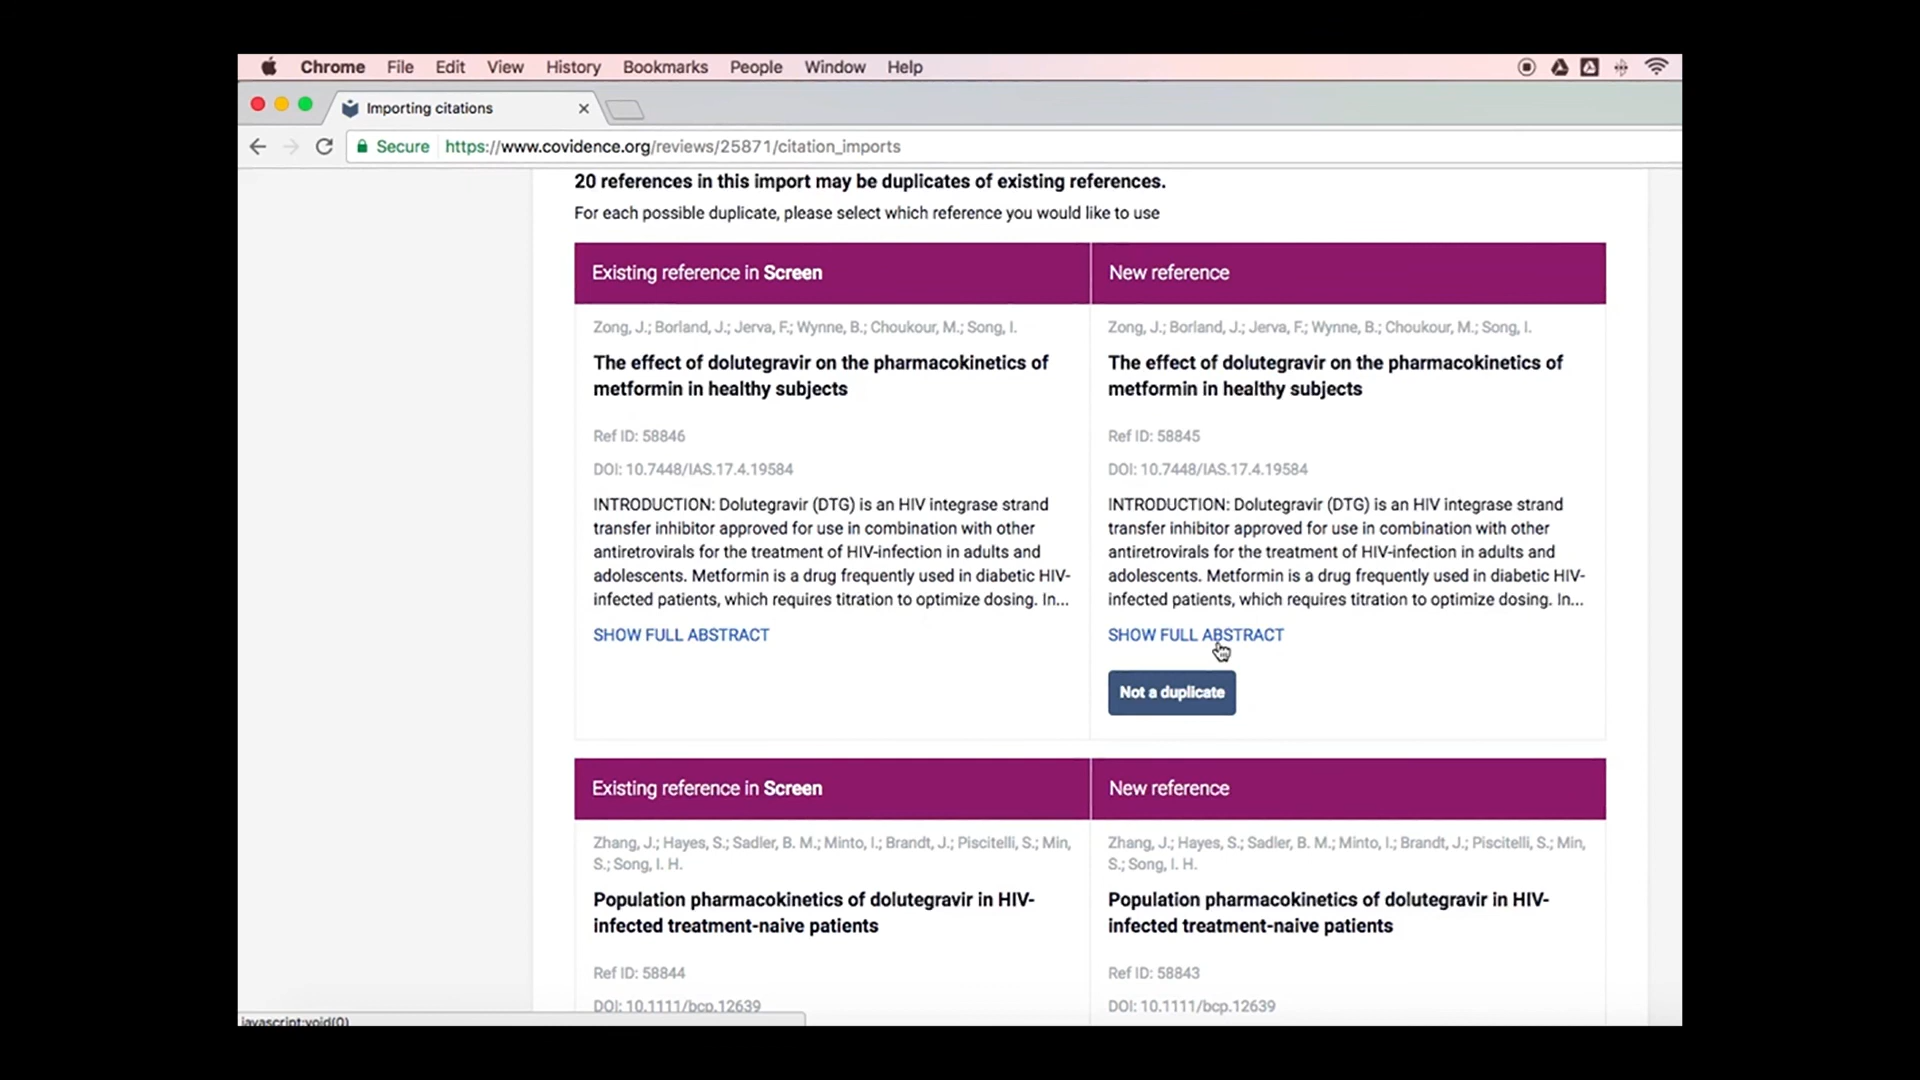 Chrome File Edit View History Bookmarks People Window Help
Importing citations
Secure https://www.covidence.org/reviews/25871/citation_imports
20 references in this import may be duplicates of existing references.
For each possible duplicate, please select which reference you would like to use
Existing reference in Screen
Zong, J.; Borland, J.; Jerva, F.; Wynne, B.; Choukour, M.; Song, I.
The effect of dolutegravir on the pharmacokinetics of
metformin in healthy subjects
Ref ID: 58846
DOI: 10.7448/IAS.17.4.19584
INTRODUCTION: Dolutegravir (DTG) is an HIV integrase strand
transfer inhibitor approved for use in combination with other
antiretrovirals for the treatment of HIV-infection in adults and
adolescents. Metformin is a drug frequently used in diabetic HIV-
infected patients, which requires titration to optimize dosing. In...
SHOW FULL ABSTRACT
New reference
Zong, J.; Borland, J.; Jerva, F.; Wynne, B.; Choukour, M.; Song, I.
The effect of dolutegravir on the pharmacokinetics of
metformin in healthy subjects
Ref ID: 58845
DOI: 10.7448/IAS.17.4.19584
INTRODUCTION: Dolutegravir (DTG) is an HIV integrase strand
transfer inhibitor approved for use in combination with other
antiretrovirals for the treatment of HIV-infection in adults and
adolescents. Metformin is a drug frequently used in diabetic HIV-
infected patients, which requires titration to optimize dosing. In...
SHOW FULL ABSTRACT
Not a duplicate
Existing reference in Screen
Zhang, J.; Hayes, S.; Sadler, B. M.; Minto, I.; Brandt, J.; Piscitelli, S.; Min,
S.; Song, I. H.
Population pharmacokinetics of dolutegravir in HIV-
infected treatment-naive patients
Ref ID: 58844
DOI: 10.1111/bcp.12639
New reference
Zhang, J.; Hayes, S.; Sadler, B. M.; Minto, I.; Brandt, J.; Piscitelli, S.; Min,
S.; Song, I. H.
Population pharmacokinetics of dolutegravir in HIV-
infected treatment-naive patients
Ref ID: 58843
DOI: 10.1111/bcp.12639
javascript:void(0)